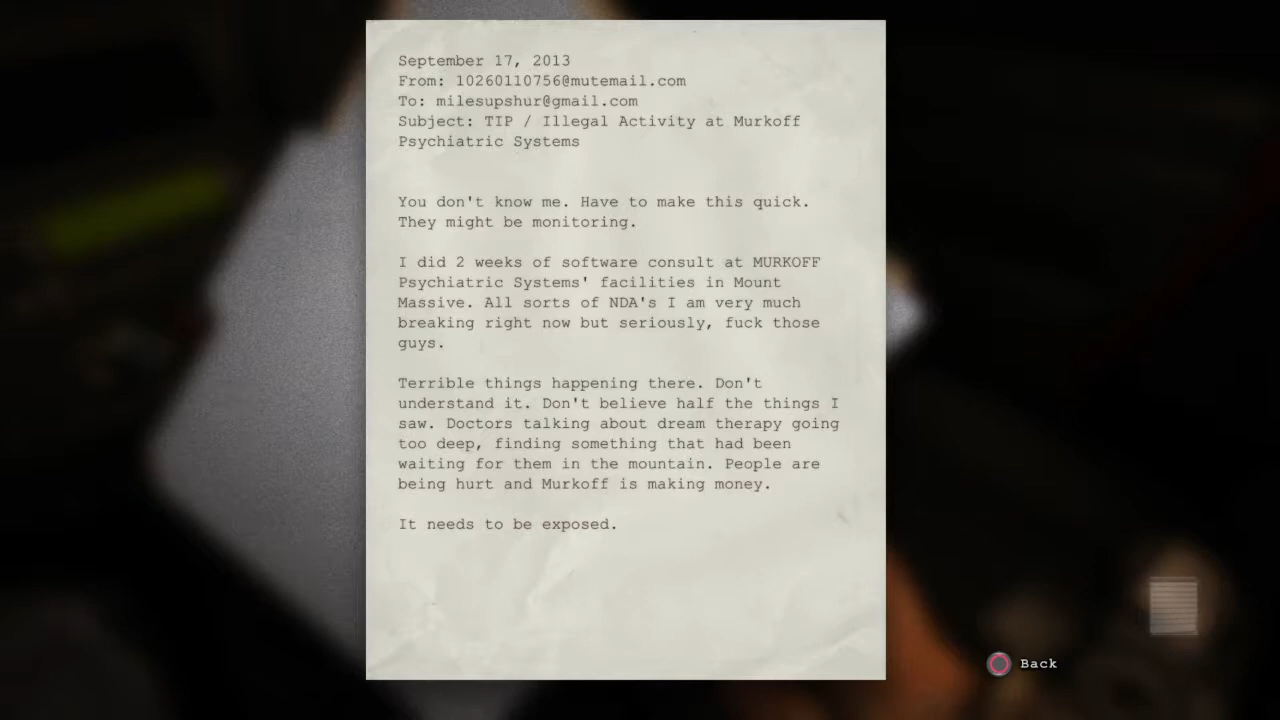 September 17, 2013
From: 10260110756@mutemail.com
To: milesupshur@gmail.com
Subject: TIP / Illegal Activity at Murkoff
Psychiatric Systems
You don't know me. Have to make this quick.
They might be monitoring.
I did 2 weeks of software consult at MURKOFF
Psychiatric Systems' facilities in Mount
Massive. All sorts of NDA's I am very much
breaking right now but seriously, fuck those
guys.
Terrible things happening there. Don't
understand it. Don't believe half the things I
saw. Doctors talking about dream therapy going
too deep, finding something that had been
waiting for them in the mountain. People are
being hurt and Murkoff is making money.
It needs to be exposed.
Back